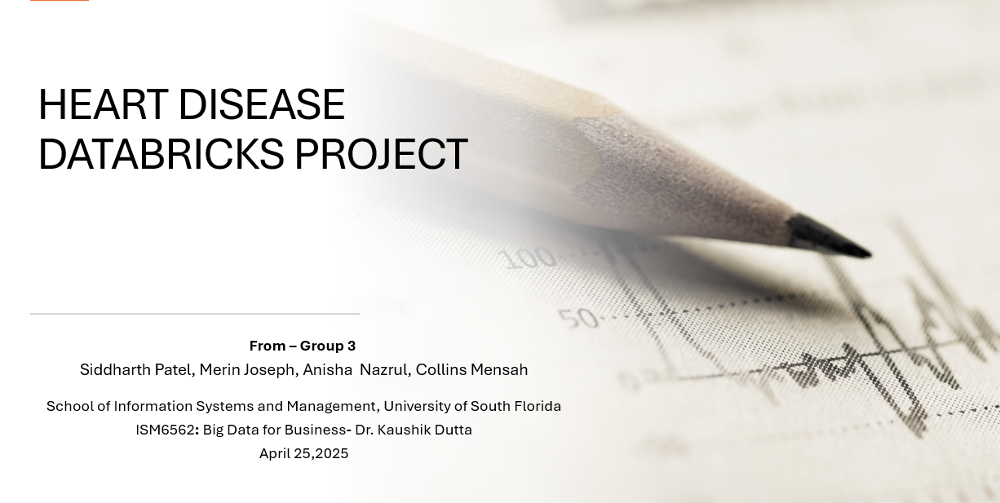 HEART DISEASE
DATABRICKS PROJECT
100
50
0
From – Group 3
Siddharth Patel, Merin Joseph, Anisha  Nazrul, Collins Mensah
School of Information Systems and Management, University of South Florida
ISM6562: Big Data for Business- Dr. Kaushik Dutta
April 25,2025